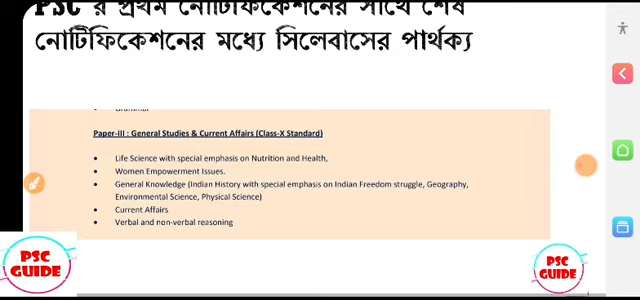 PSC র প্রথম নোটিফিকেশনের সাথে শেষ
নোটিফিকেশনের মধ্যে সিলেবাসের পার্থক্য
• Grammar
Paper-III : General Studies & Current Affairs (Class-X Standard)
• Life Science with special emphasis on Nutrition and Health,
• Women Empowerment Issues.
• General Knowledge (Indian History with special emphasis on Indian Freedom struggle, Geography,
Environmental Science, Physical Science)
• Current Affairs
• Verbal and non-verbal reasoning
PSC
GUIDE
PSC
GUIDE